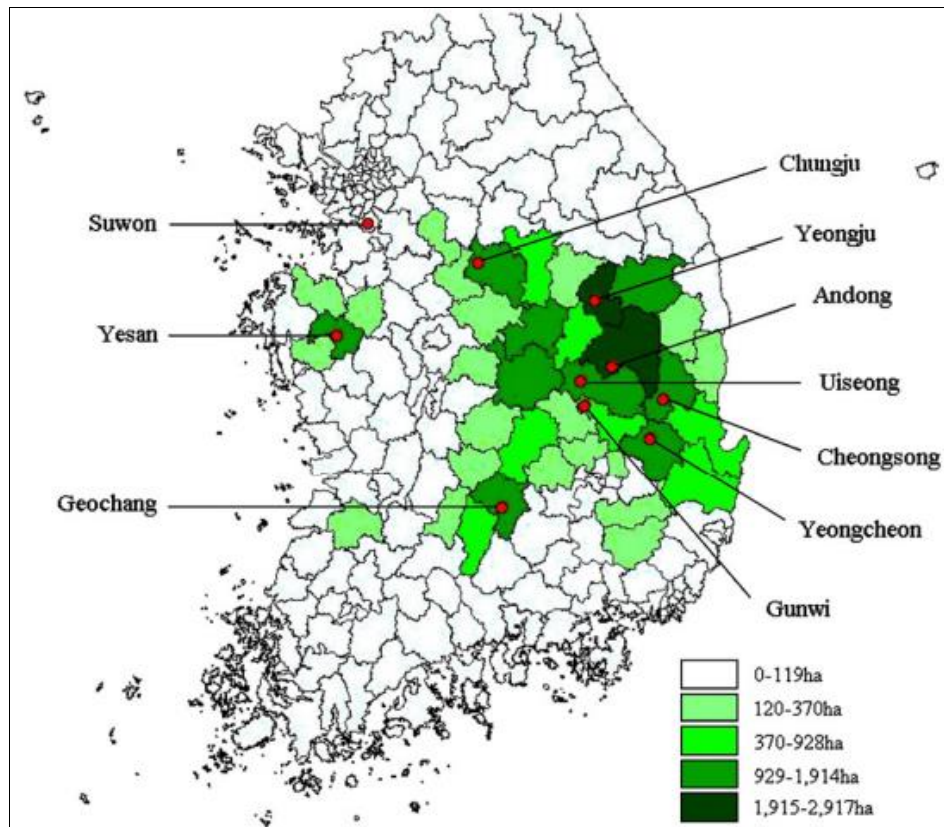 Chungju
Suwon
Yeongju
Andong
Yesan
Uiseong
Cheongsong
Geochang
Yeongcheon
Gunwi
0-119ha
120-370ha
370-928ha
929-1,914ha
1,915-2,917ha